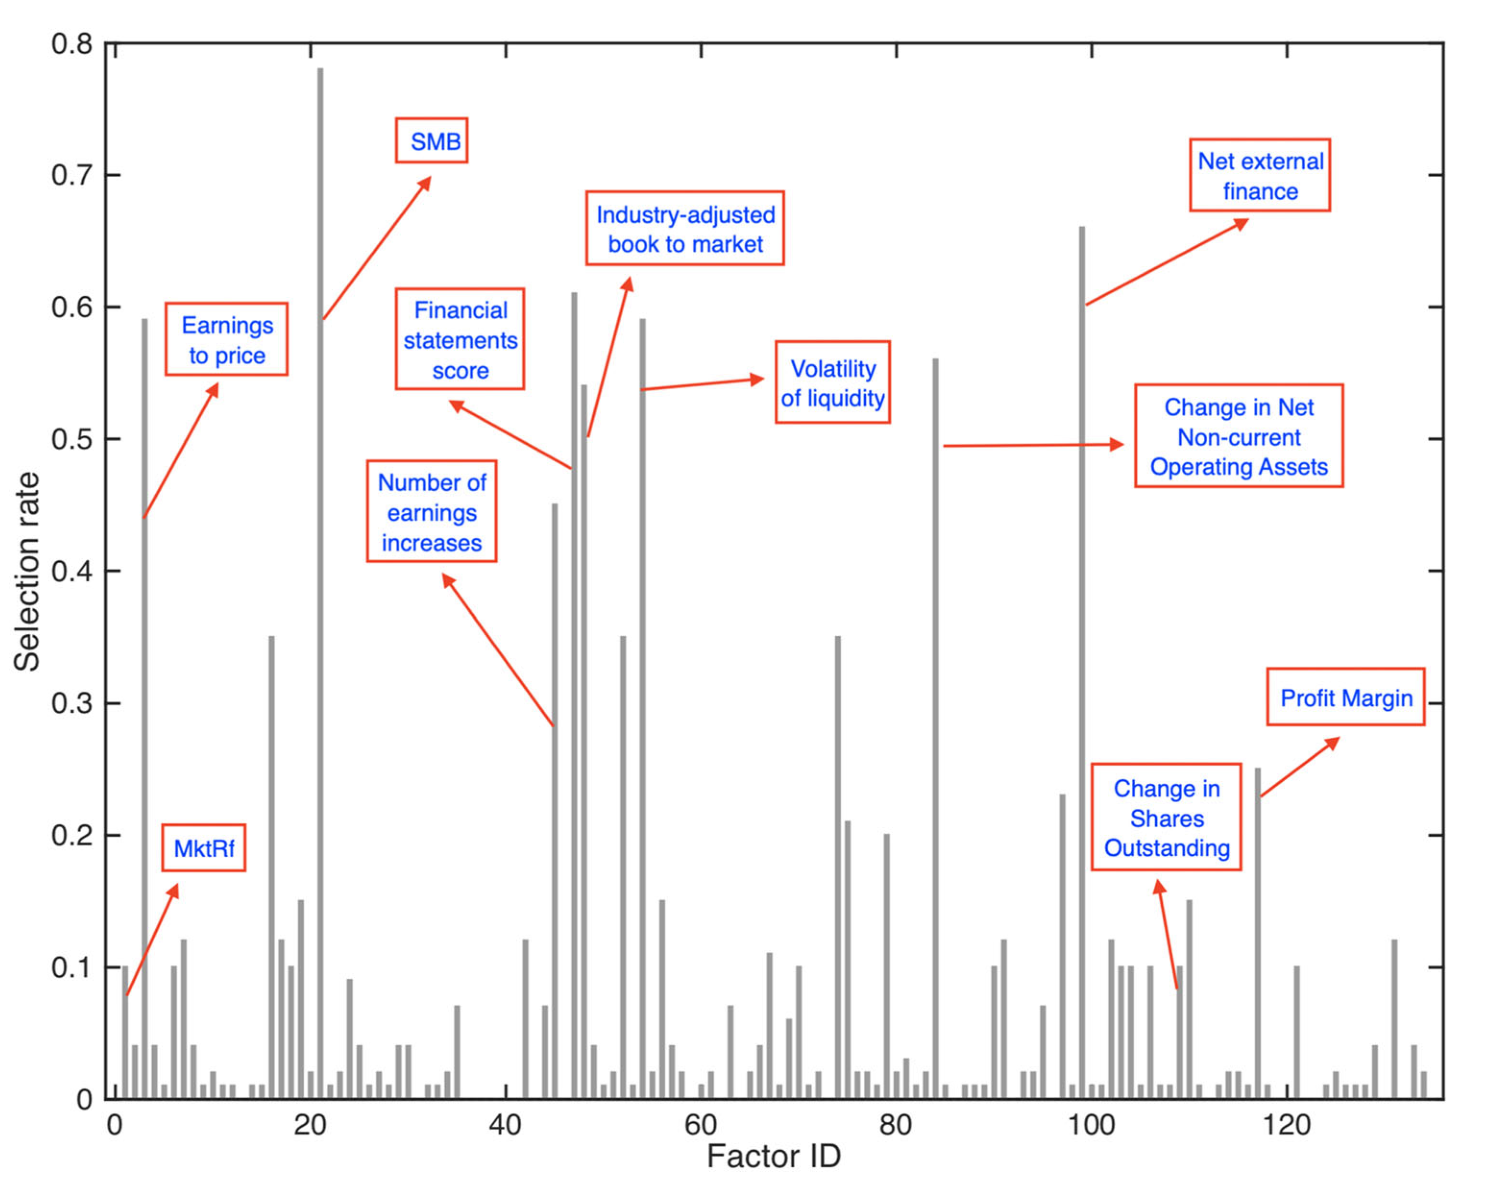 0.8
0.7
0.6
0.5
0.4
0.3
0.2
0.1
0
Selection rate
0
20
40
60
80
100
120
Factor ID
SMB
Net external
finance
Industry-adjusted
book to market
Earnings
to price
Financial
statements
score
Volatility
of liquidity
Change in Net
Non-current
Operating Assets
Number of
earnings
increases
Profit Margin
Change in
Shares
Outstanding
MktRf